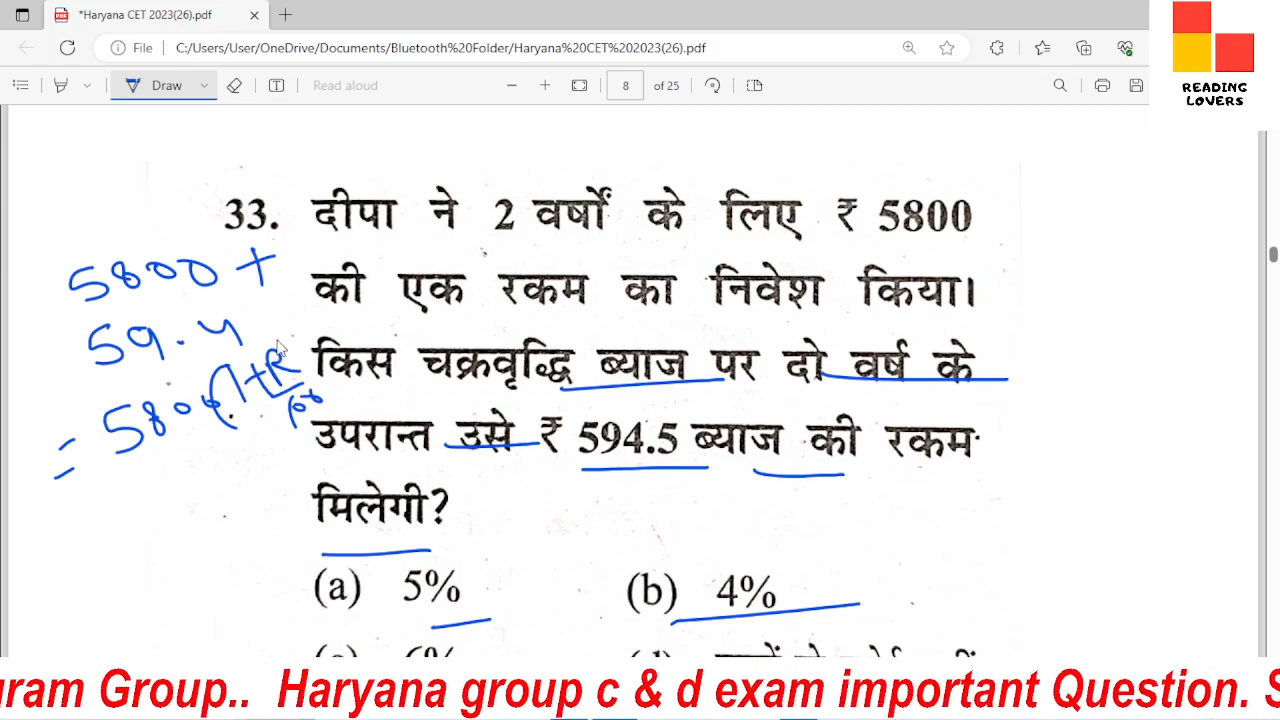 *Haryana CET 2023(26).pdf
File C:/Users/User/OneDrive/Documents/Bluetooth%20Folder/Haryana%20CET%202023(26).pdf
Draw Read aloud 8 of 25
READING
LOVERS
33. दीपा ने 2 वर्षों के लिए ₹ 5800
की एक रकम का निवेश किया।
किस चक्रवृद्धि ब्याज पर दो वर्ष के
उपरान्त उसे ₹ 594.5 ब्याज की रकम
मिलेगी?
(a) 5% (b) 4%
5800 +
59.4
gram Group.. Haryana group c & d exam important Question. S